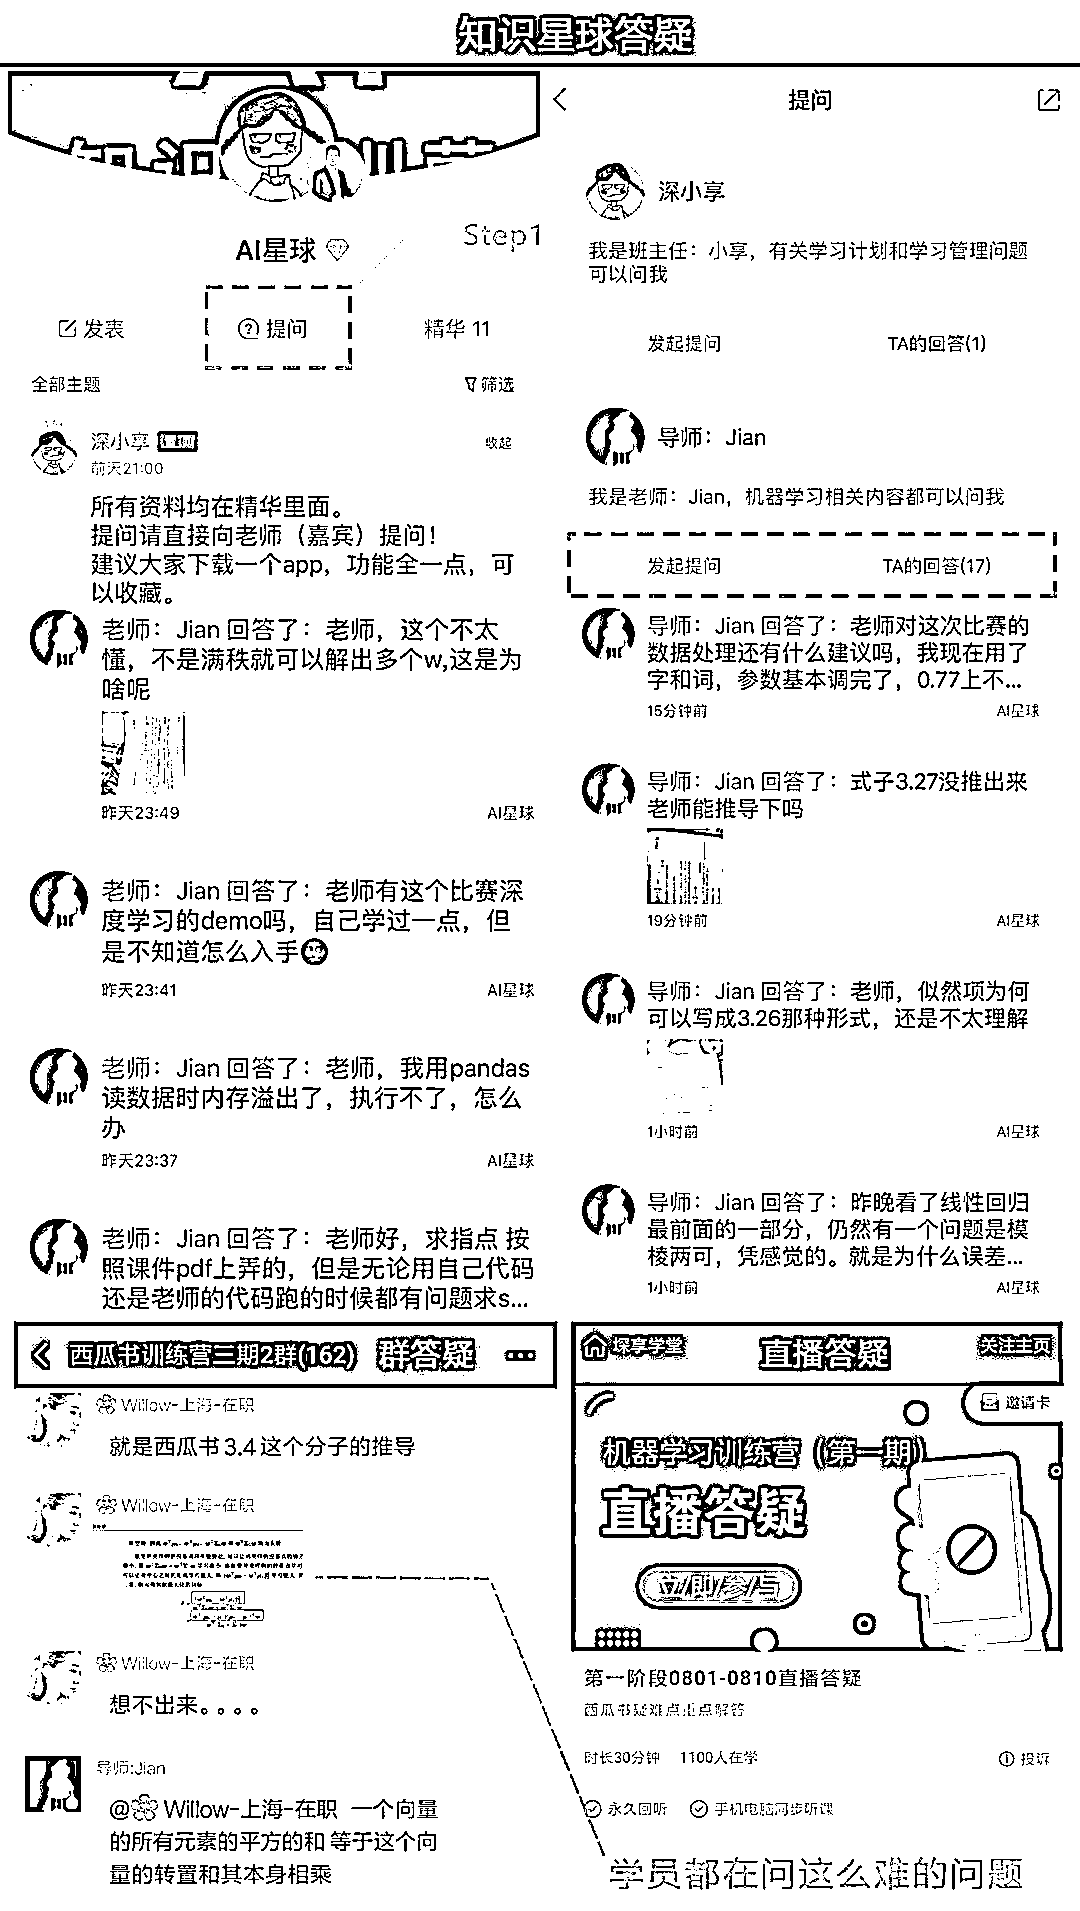 知识星球答疑
AI星球
Step1
发表
提问
精华 11
全部主题
筛选
深小享
收起
前天21:00
所有资料均在精华里面。
提问请直接向老师（嘉宾）提问！
建议大家下载一个app，功能全一点，可
以收藏。
老师：Jian 回答了：老师，这个不太
懂，不是满秩就可以解出多个w,这是为
啥呢
昨天23:49
AI星球
老师：Jian 回答了：老师有这个比赛深
度学习的demo吗，自己学过一点，但
是不知道怎么入手
昨天23:41
AI星球
老师：Jian 回答了：老师，我用pandas
读数据时内存溢出了，执行不了，怎么
办
昨天23:37
AI星球
老师：Jian 回答了：老师好，求指点 按
照课件pdf上弄的，但是无论用自己代码
还是老师的代码跑的时候都有问题求s...
提问
深小享
我是班主任：小享，有关学习计划和学习管理问题
可以问我
发起提问
TA的回答(1)
导师：Jian
我是老师：Jian，机器学习相关内容都可以问我
发起提问
TA的回答(17)
导师：Jian 回答了：老师对这次比赛的
数据处理还有什么建议吗，我现在用了
字和词，参数基本调完了，0.77上不...
15分钟前
AI星球
导师：Jian 回答了：式子3.27没推出来
老师能推导下吗
19分钟前
AI星球
导师：Jian 回答了：老师，似然项为何
可以写成3.26那种形式，还是不太理解
1小时前
AI星球
导师：Jian 回答了：昨晚看了线性回归
最前面的一部分，仍然有一个问题是模
棱两可，凭感觉的。就是为什么误差...
1小时前
AI星球
西瓜书训练营三期2群(162)
群答疑
Willow-上海-在职
就是西瓜书 3.4 这个分子的推导
Willow-上海-在职
Willow-上海-在职
想不出来。。。。
导师:Jian
@Willow-上海-在职 一个向量
的所有元素的平方的和 等于这个向
量的转置和其本身相乘
深享学堂
直播答疑
关注主页
邀请卡
机器学习训练营（第一期）
直播答疑
立/即/参/与
第一阶段0801-0810直播答疑
西瓜书疑难点重点解答
时长30分钟
1100人在学
投诉
永久回听
手机电脑同步听课
学员都在问这么难的问题